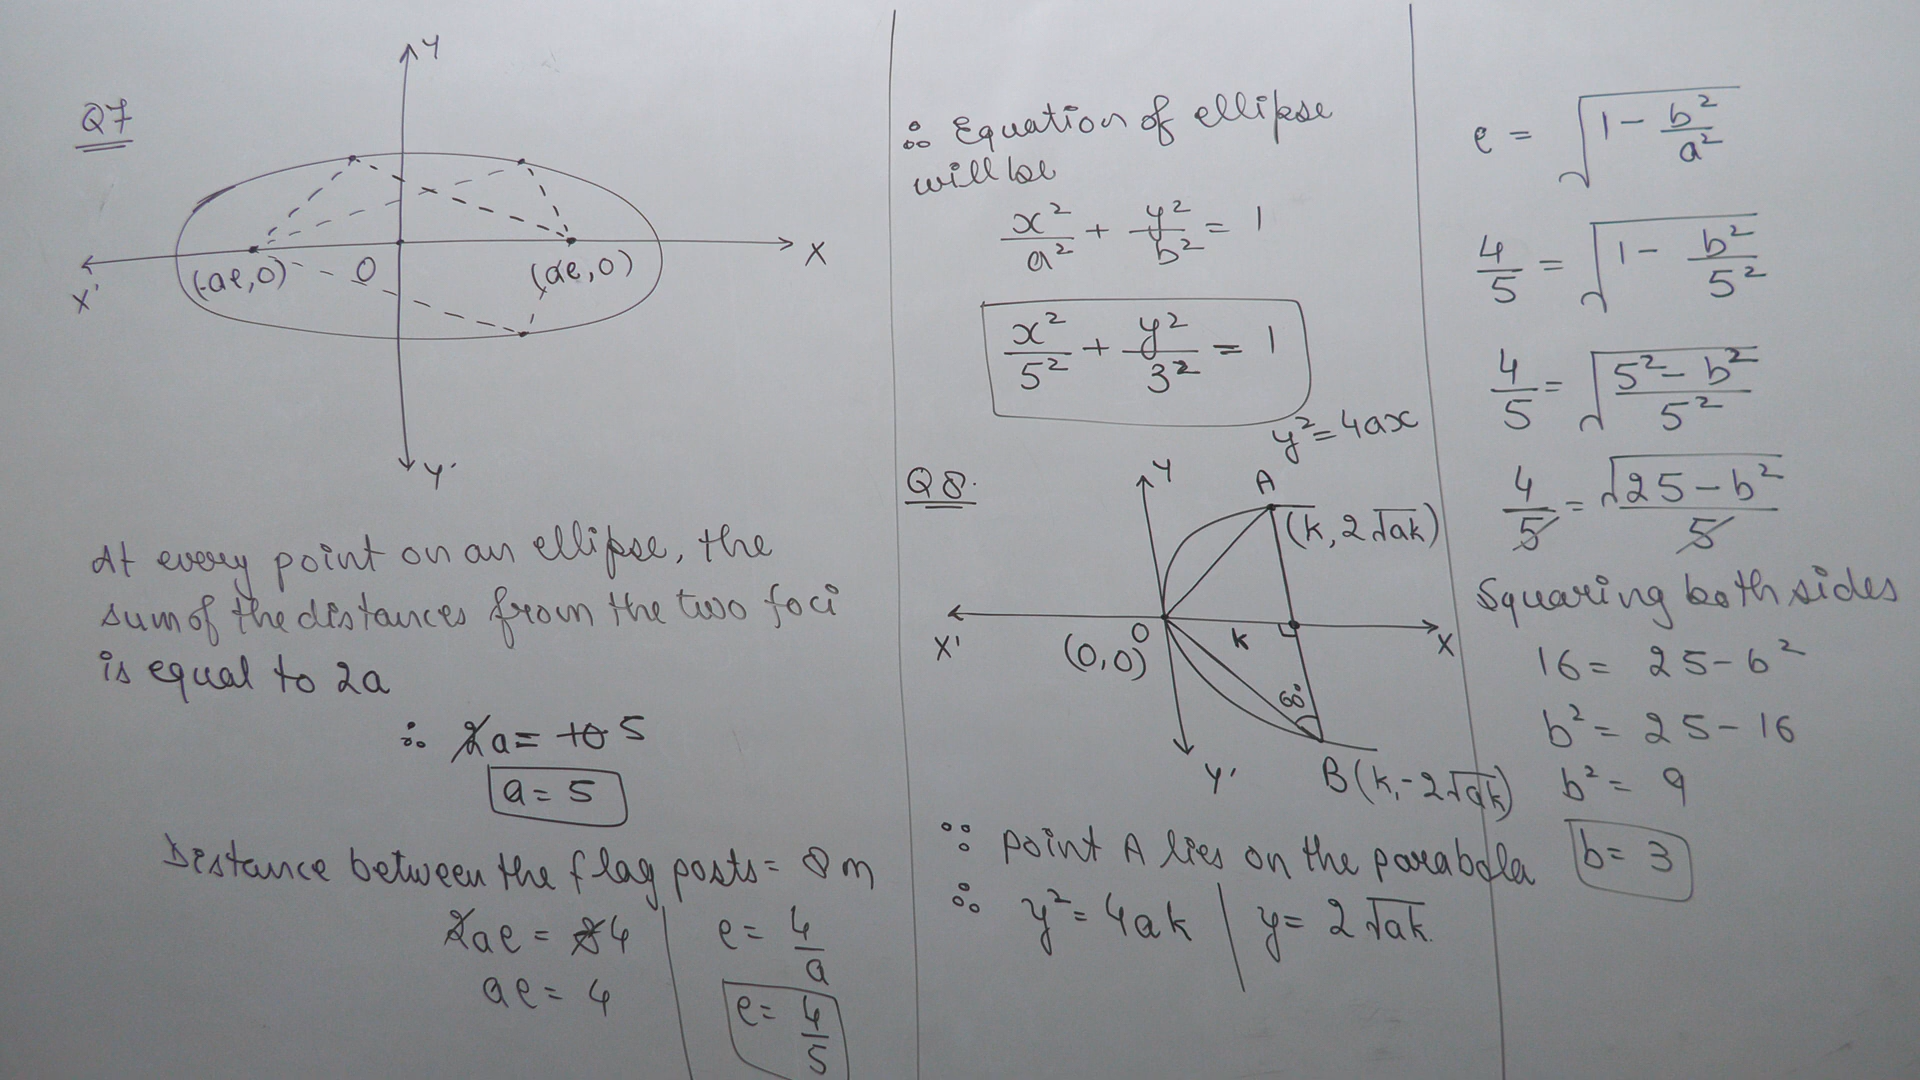 Q7
Y
X
X'
(-ae,0)
O
(ae,0)
Y'
At every point on an ellipse, the
sum of the distances from the two foci
is equal to 2a
∴ 2a = 10 5
a = 5
Distance between the flag posts = 8m
2ae = 8 4
ae = 4
e = 4/a
e = 4/5
∴ Equation of ellipse
will be
x²/a² + y²/b² = 1
x²/5² + y²/3² = 1
Q8.
y² = 4ax
Y
A
(k, 2√ak)
X'
O
(0,0)
k
X
60°
Y'
B(k,-2√ak)
∵ Point A lies on the parabola
∴ y² = 4ak | y = 2√ak.
e = √(1 - b²/a²)
4/5 = √(1 - b²/5²)
4/5 = √((5² - b²)/5²)
4/5 = √(25 - b²)/5
Squaring both sides
16 = 25 - b²
b² = 25 - 16
b² = 9
b = 3